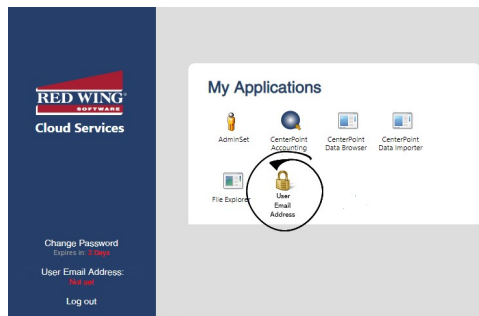 RED WING
SOFTWARE
Cloud Services
Change Password
Expires in: 3 Days
User Email Address:
Not set
Log out
My Applications
AdminSet
CenterPoint
Accounting
CenterPoint
Data Browser
CenterPoint
Data Importer
File Explorer
User
Email
Address